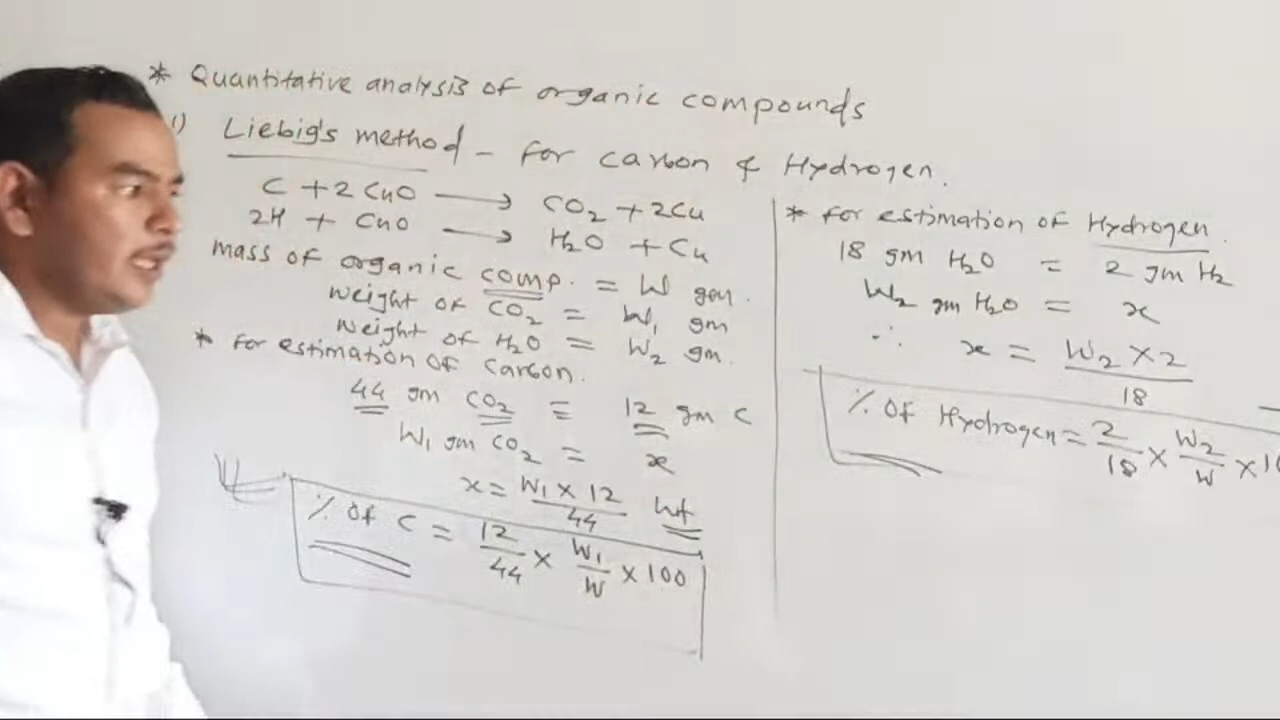 * Quantitative analysis of organic compounds
1) Liebig's method - for carbon & Hydrogen.
C + 2 CuO ⟶ CO₂ + 2Cu
2H + CuO ⟶ H₂O + Cu
mass of organic comp. = W gm.
weight of CO₂ = W₁ gm
weight of H₂O = W₂ gm.
* For estimation of carbon.
44 gm CO₂ ≡ 12 gm C
W₁ gm CO₂ = x
x = W₁ × 12 / 44 Wt
% of C = 12/44 × W₁/W × 100
* For estimation of Hydrogen.
18 gm H₂O = 2 gm H₂
W₂ gm H₂O = x
∴ x = W₂ × 2 / 18
% of Hydrogen = 2/18 × W₂/W ×